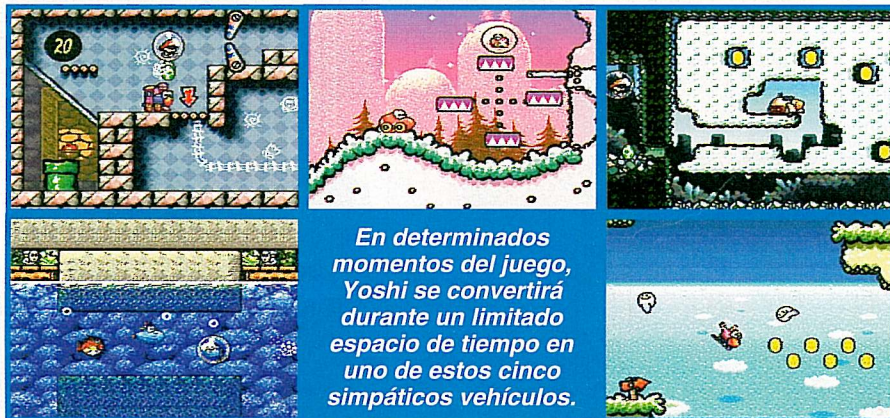 20
En determinados
momentos del juego,
Yoshi se convertirá
durante un limitado
espacio de tiempo en
uno de estos cinco
simpáticos vehículos.